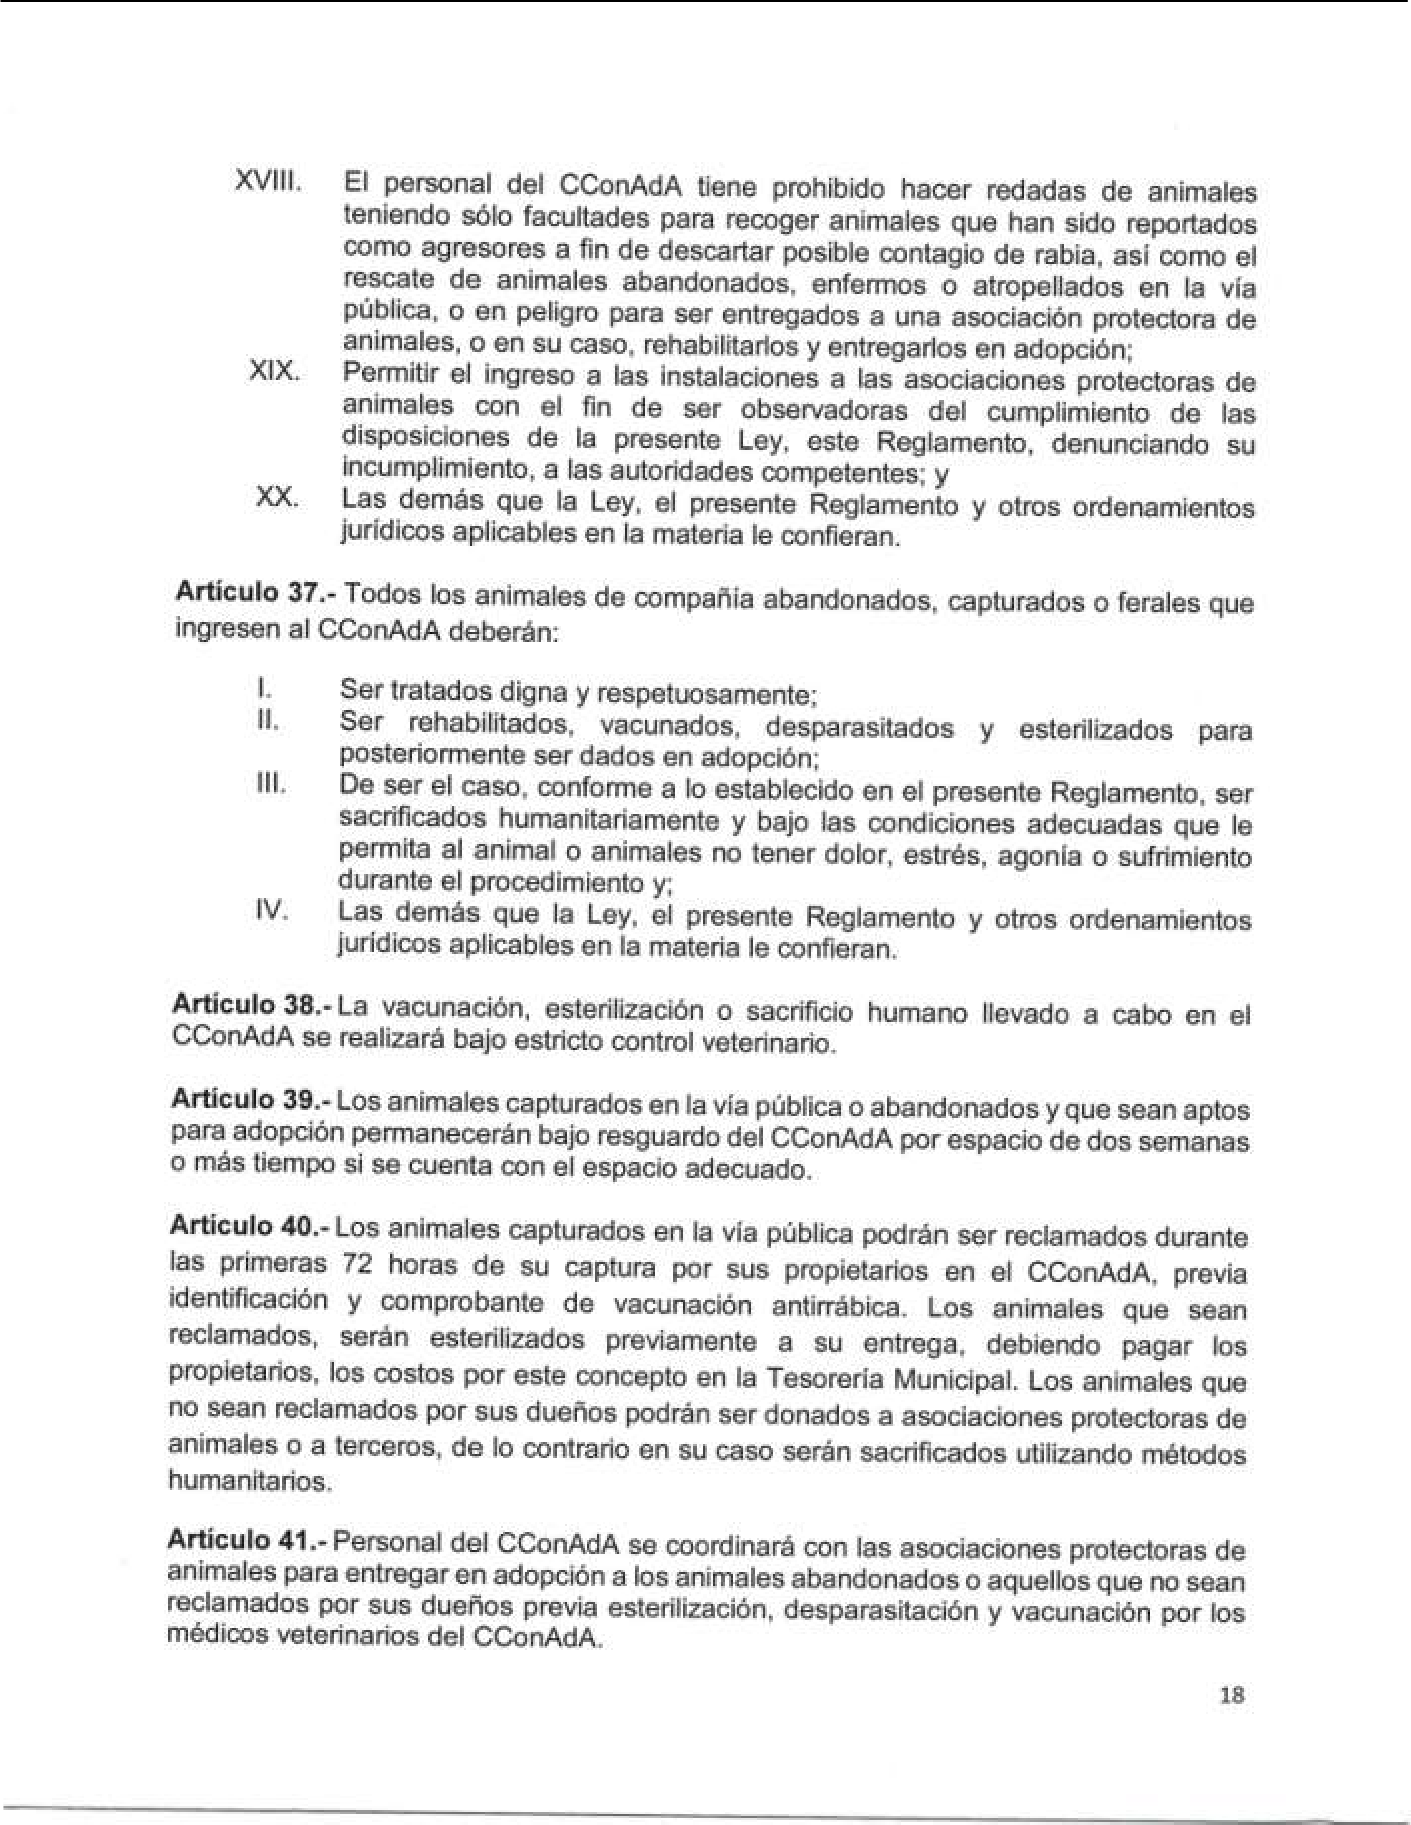 XVIII. El personal del CConAdA tiene prohibido hacer redadas de animales
teniendo sólo facultades para recoger animales que han sido reportados
como agresores a fin de descartar posible contagio de rabia, así como el
rescate de animales abandonados, enfermos o atropellados en la vía
pública, o en peligro para ser entregados a una asociación protectora de
animales, o en su caso, rehabilitarlos y entregarlos en adopción;
XIX. Permitir el ingreso a las instalaciones a las asociaciones protectoras de
animales con el fin de ser observadoras del cumplimiento de las
disposiciones de la presente Ley, este Reglamento, denunciando su
incumplimiento, a las autoridades competentes; y
XX. Las demás que la Ley, el presente Reglamento y otros ordenamientos
jurídicos aplicables en la materia le confieran.
Artículo 37.- Todos los animales de compañía abandonados, capturados o ferales que
ingresen al CConAdA deberán:
I. Ser tratados digna y respetuosamente;
II. Ser rehabilitados, vacunados, desparasitados y esterilizados para
posteriormente ser dados en adopción;
III. De ser el caso, conforme a lo establecido en el presente Reglamento, ser
sacrificados humanitariamente y bajo las condiciones adecuadas que le
permita al animal o animales no tener dolor, estrés, agonía o sufrimiento
durante el procedimiento y;
IV. Las demás que la Ley, el presente Reglamento y otros ordenamientos
jurídicos aplicables en la materia le confieran.
Artículo 38.- La vacunación, esterilización o sacrificio humano llevado a cabo en el
CConAdA se realizará bajo estricto control veterinario.
Artículo 39.- Los animales capturados en la vía pública o abandonados y que sean aptos
para adopción permanecerán bajo resguardo del CConAdA por espacio de dos semanas
o más tiempo si se cuenta con el espacio adecuado.
Artículo 40.- Los animales capturados en la vía pública podrán ser reclamados durante
las primeras 72 horas de su captura por sus propietarios en el CConAdA, previa
identificación y comprobante de vacunación antirrábica. Los animales que sean
reclamados, serán esterilizados previamente a su entrega, debiendo pagar los
propietarios, los costos por este concepto en la Tesorería Municipal. Los animales que
no sean reclamados por sus dueños podrán ser donados a asociaciones protectoras de
animales o a terceros, de lo contrario en su caso serán sacrificados utilizando métodos
humanitarios.
Artículo 41.- Personal del CConAdA se coordinará con las asociaciones protectoras de
animales para entregar en adopción a los animales abandonados o aquellos que no sean
reclamados por sus dueños previa esterilización, desparasitación y vacunación por los
médicos veterinarios del CConAdA.
18